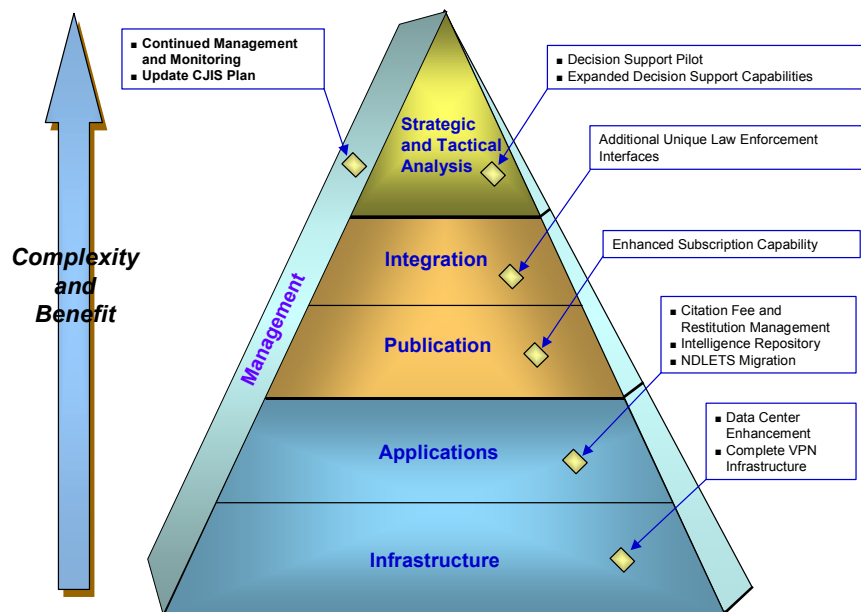 ■ Continued Management
and Monitoring
■ Update CJIS Plan
■ Decision Support Pilot
■ Expanded Decision Support Capabilities
Strategic
and Tactical
Analysis
Additional Unique Law Enforcement
Interfaces
Complexity
and
Benefit
Management
Integration
Enhanced Subscription Capability
Publication
■ Citation Fee and
Restitution Management
■ Intelligence Repository
■ NDLETS Migration
Applications
■ Data Center
Enhancement
■ Complete VPN
Infrastructure
Infrastructure